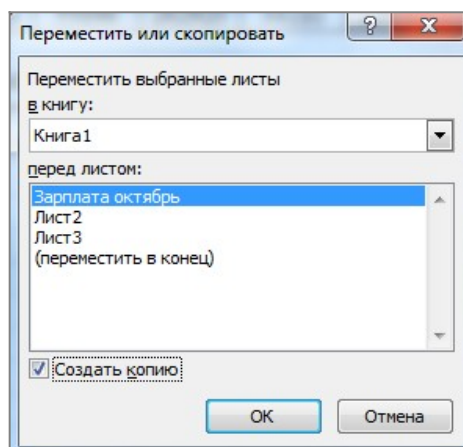 Переместить или скопировать
Переместить выбранные листы
в книгу:
Книга1
перед листом:
Зарплата октябрь
Лист2
Лист3
(переместить в конец)
Создать копию
ОК Отмена